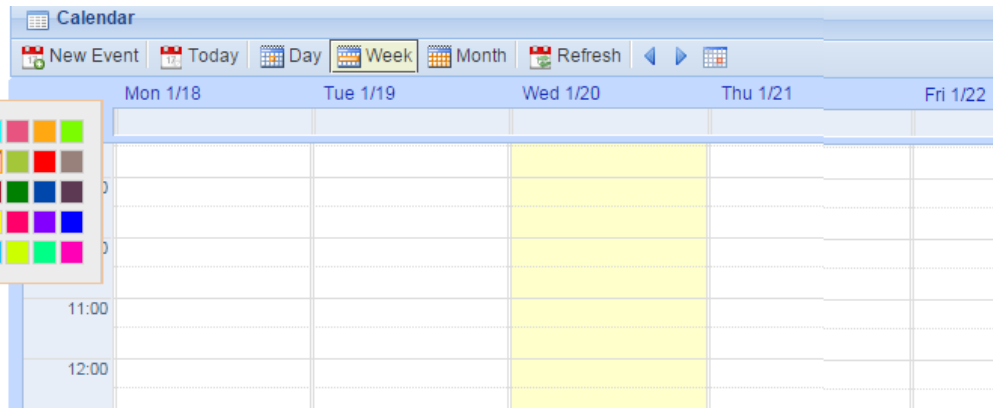 Calendar
New Event Today Day Week Month Refresh
Mon 1/18 Tue 1/19 Wed 1/20 Thu 1/21 Fri 1/22
11:00
12:00